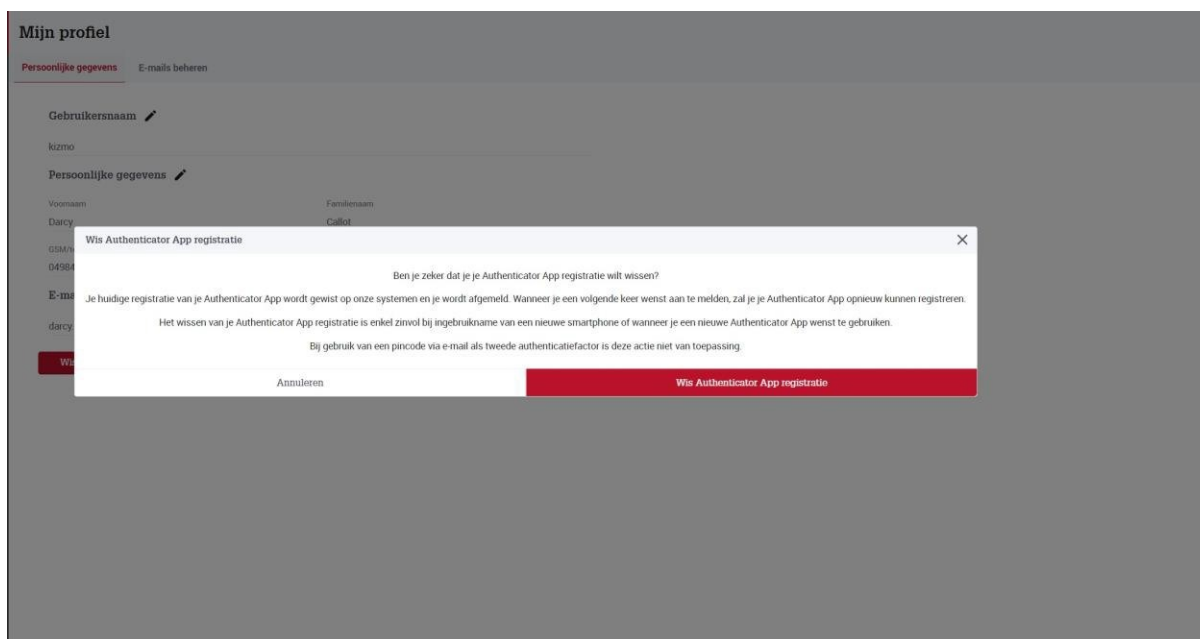 Mijn profiel
Persoonlijke gegevens E-mails beheren
Gebruikersnaam
kizmo
Persoonlijke gegevens
Voornaam Familienaam
Darcy Callot
04984
darcy
Wis Authenticator App registratie
Ben je zeker dat je je Authenticator App registratie wilt wissen?
Je huidige registratie van je Authenticator App wordt gewist op onze systemen en je wordt afgemeld. Wanneer je een volgende keer wenst aan te melden, zal je je Authenticator App opnieuw kunnen registreren.
Het wissen van je Authenticator App registratie is enkel zinvol bij ingebruikname van een nieuwe smartphone of wanneer je een nieuwe Authenticator App wenst te gebruiken.
Bij gebruik van een pincode via e-mail als tweede authenticatiefactor is deze actie niet van toepassing.
Annuleren Wis Authenticator App registratie